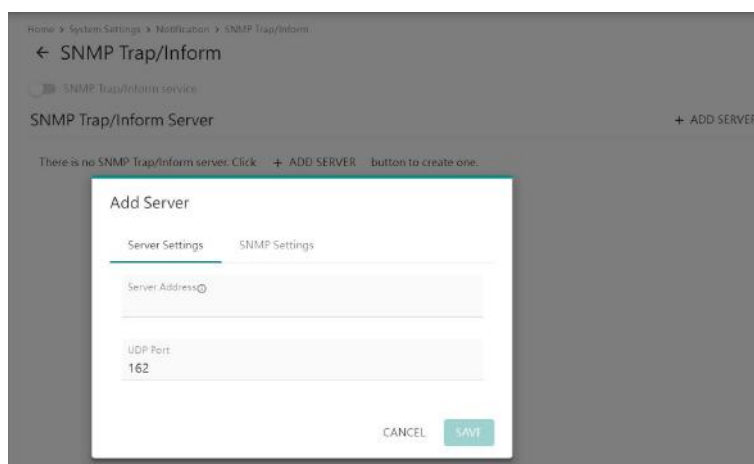 Home > System Settings > Notification > SNMP Trap/Inform
← SNMP Trap/Inform
SNMP Trap/Inform service
SNMP Trap/Inform Server
+ ADD SERVER
There is no SNMP Trap/Inform server. Click + ADD SERVER button to create one.
Add Server
Server Settings SNMP Settings
Server Address
UDP Port
162
CANCEL SAVE